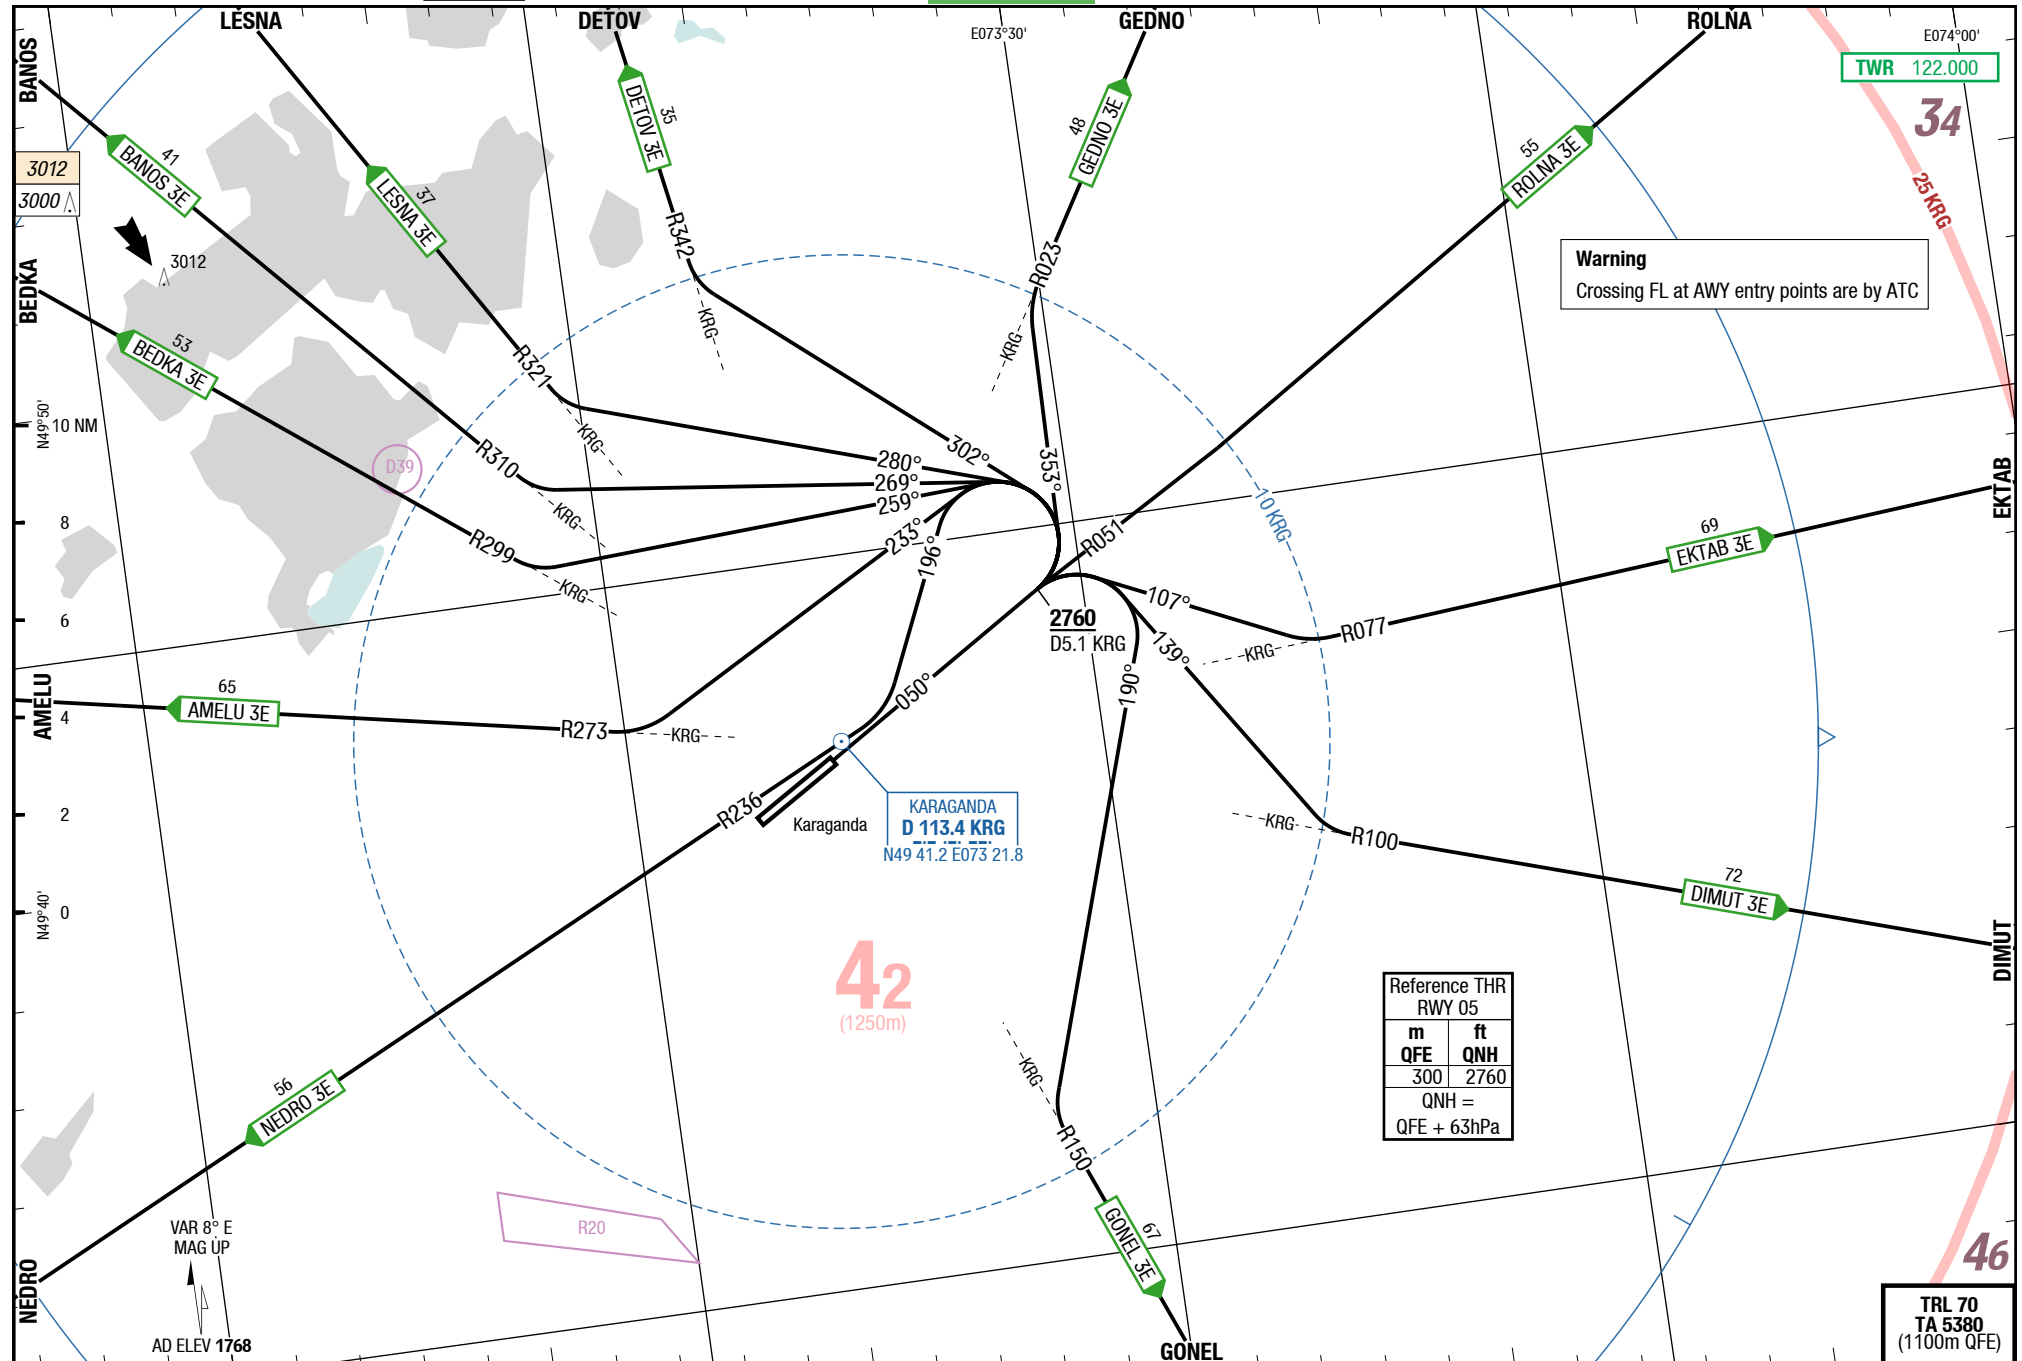 LESNA
DETOV
GEDNO
ROLNA
BANOS
E073°30'
E074°00'
TWR 122.000
34
35
DETOV 3E
48
GEDNO 3E
41
BANOS 3E
55
ROLNA 3E
3012
3000
37
LESNA 3E
25 KRG
R342
R023
3012
BEDKA
Warning
Crossing FL at AWY entry points are by ATC
KRG
KRG
53
BEDKA 3E
R321
N49°50'
10 NM
KRG
302°
353°
R310
D39
280°
269°
259°
EKTAB
10 KRG
8
KRG
R051
233°
196°
69
EKTAB 3E
R299
KRG
107°
2760
D5.1 KRG
6
R077
139°
KRG
190°
050°
65
AMELU 3E
AMELU
4
R273
KRG
2
R236
Karaganda
KARAGANDA
D 113.4 KRG
N49 41.2 E073 21.8
KRG
R100
72
DIMUT 3E
N49°40'
0
DIMUT
42
(1250m)
Reference THR
RWY 05
m ft
QFE QNH
300 2760
QNH =
QFE + 63hPa
KRG
56
NEDRO 3E
R150
VAR 8° E
MAG UP
R20
67
GONEL 3E
46
NEDRO
TRL 70
TA 5380
(1100m QFE)
AD ELEV 1768
GONEL